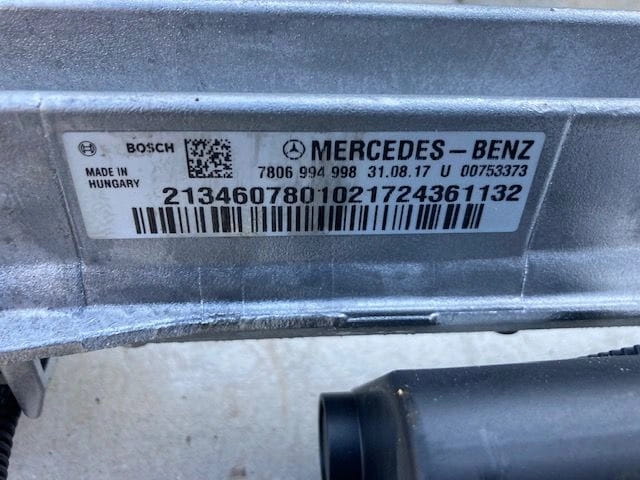 BOSCH
MERCEDES-BENZ
MADE IN
HUNGARY
7806 994 998 31.08.17 U 00753373
2134607801021724361132